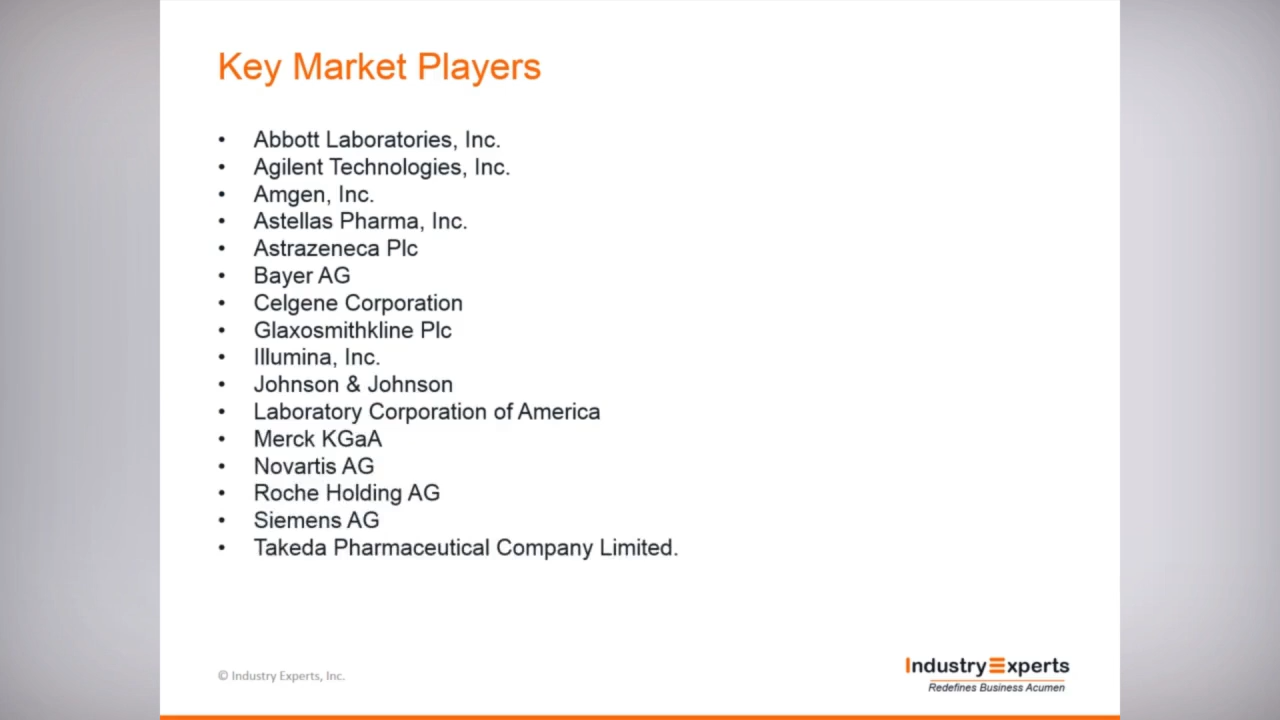 Key Market Players
• Abbott Laboratories, Inc.
• Agilent Technologies, Inc.
• Amgen, Inc.
• Astellas Pharma, Inc.
• Astrazeneca Plc
• Bayer AG
• Celgene Corporation
• Glaxosmithkline Plc
• Illumina, Inc.
• Johnson & Johnson
• Laboratory Corporation of America
• Merck KGaA
• Novartis AG
• Roche Holding AG
• Siemens AG
• Takeda Pharmaceutical Company Limited.
© Industry Experts, Inc.
IndustryExperts
Redefines Business Acumen